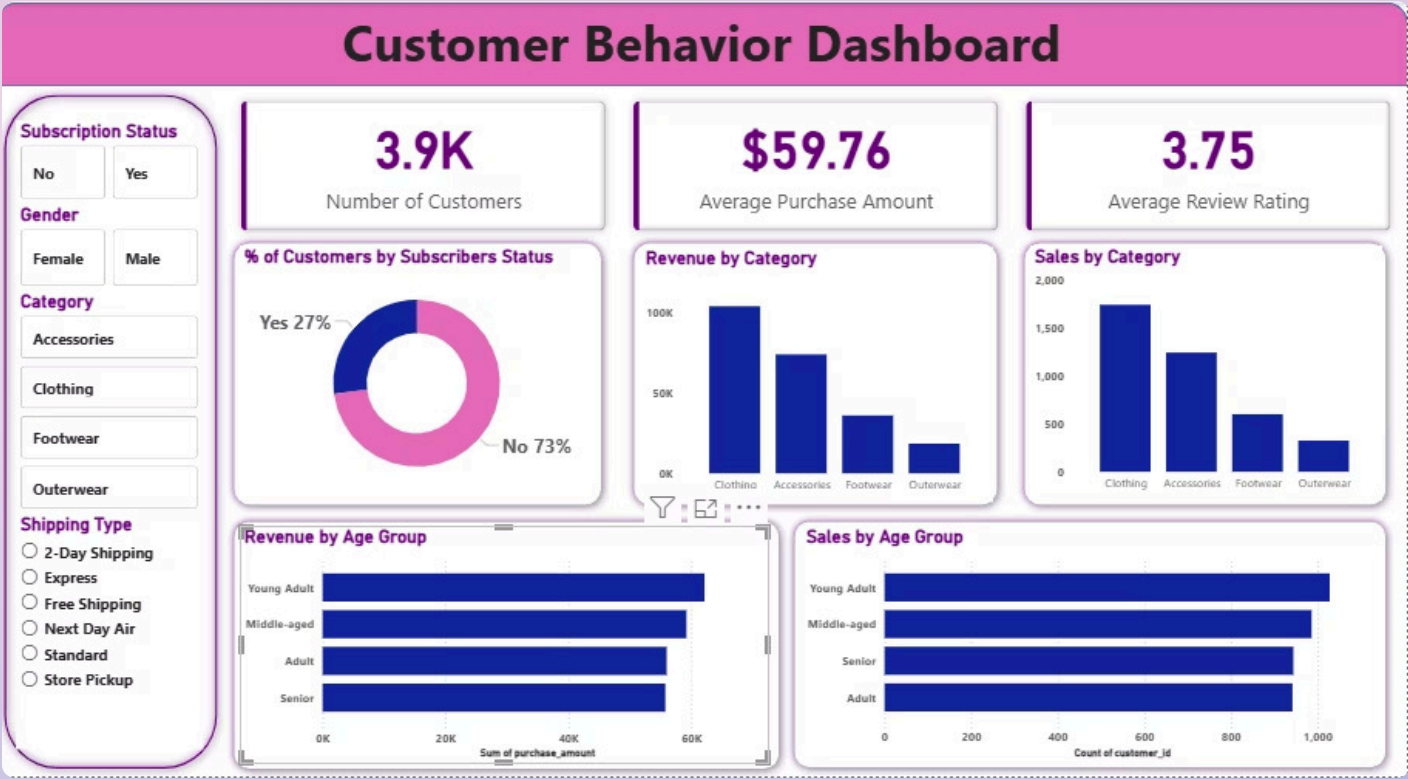 Customer Behavior Dashboard
Subscription Status
No
Yes
Gender
Female
Male
Category
Accessories
Clothing
Footwear
Outerwear
Shipping Type
2-Day Shipping
Express
Free Shipping
Next Day Air
Standard
Store Pickup
3.9K
Number of Customers
$59.76
Average Purchase Amount
3.75
Average Review Rating
% of Customers by Subscribers Status
Yes 27%
No 73%
Revenue by Category
100K
50K
0K
Clothing
Accessories
Footwear
Outerwear
Sales by Category
2,000
1,500
1,000
500
0
Clothing
Accessories
Footwear
Outerwear
Revenue by Age Group
Young Adult
Middle-aged
Adult
Senior
0K
20K
40K
60K
Sum of purchase_amount
Sales by Age Group
Young Adult
Middle-aged
Senior
Adult
0
200
400
600
800
1,000
Count of customer_id